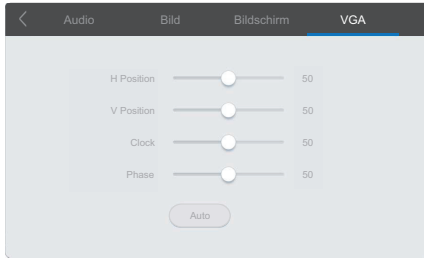 Audio Bild Bildschirm VGA
H Position 50
V Position 50
Clock 50
Phase 50
Auto